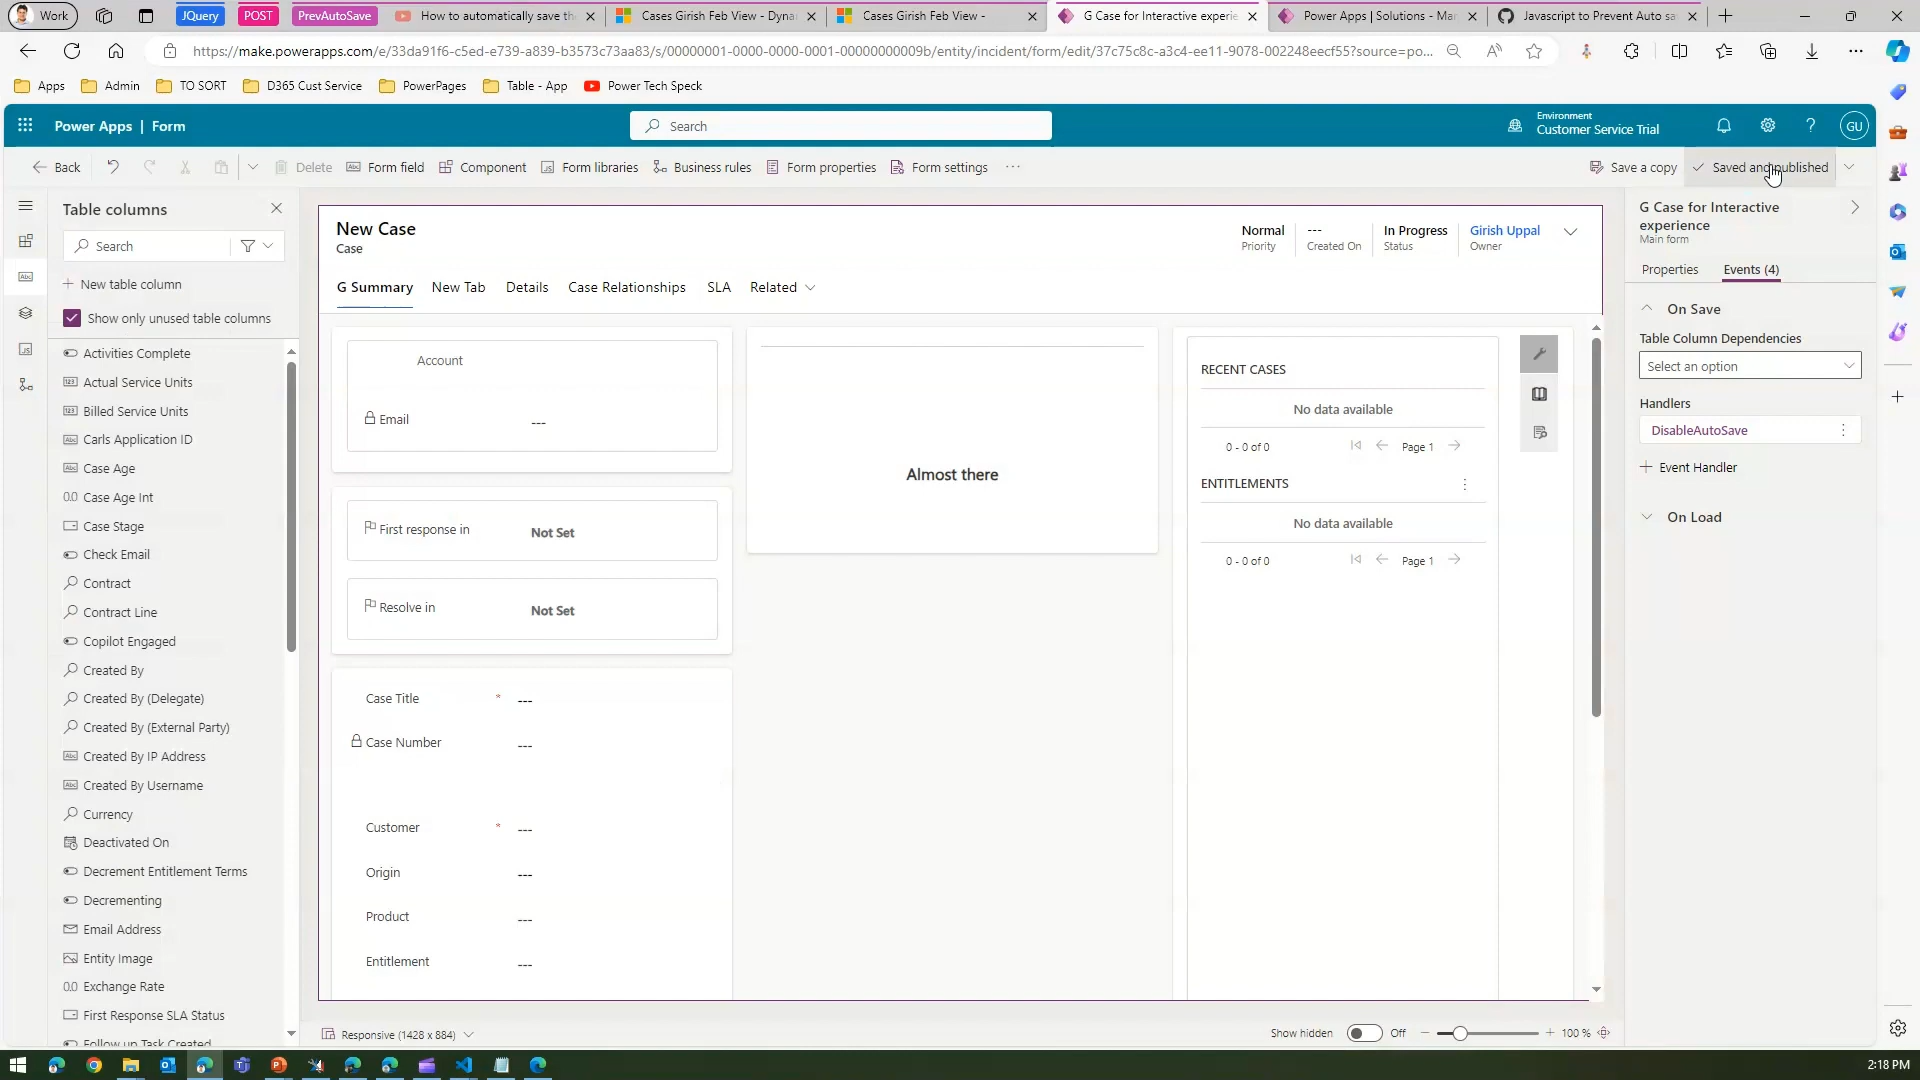 Work
JQuery
POST
PrevAutoSave
How to automatically save th
Cases Girish Feb View - Dyna
Cases Girish Feb View -
G Case for Interactive experie
Power Apps | Solutions - Mar
Javascript to Prevent Auto sa
https://make.powerapps.com/e/33da91f6-c5ed-e739-a839-b3573c73aa83/s/00000001-0000-0000-0001-00000000009b/entity/incident/form/edit/37c75c8c-a3c4-ee11-9078-002248eecf55?source=po...
Apps
Admin
TO SORT
D365 Cust Service
PowerPages
Table - App
Power Tech Speck
Power Apps | Form
Search
Environment
Customer Service Trial
GU
Back
Delete
Form field
Component
Form libraries
Business rules
Form properties
Form settings
Save a copy
Saved and published
Table columns
Search
New table column
Show only unused table columns
Activities Complete
Actual Service Units
Billed Service Units
Carls Application ID
Case Age
Case Age Int
Case Stage
Check Email
Contract
Contract Line
Copilot Engaged
Created By
Created By (Delegate)
Created By (External Party)
Created By IP Address
Created By Username
Currency
Deactivated On
Decrement Entitlement Terms
Decrementing
Email Address
Entity Image
Exchange Rate
First Response SLA Status
Follow up Task Created
New Case
Case
Normal
Priority
---
Created On
In Progress
Status
Girish Uppal
Owner
G Summary
New Tab
Details
Case Relationships
SLA
Related
Account
Email
---
First response in
Not Set
Resolve in
Not Set
Case Title * ---
Case Number ---
Customer * ---
Origin ---
Product ---
Entitlement ---
Almost there
RECENT CASES
No data available
0 - 0 of 0
Page 1
ENTITLEMENTS
No data available
0 - 0 of 0
Page 1
G Case for Interactive
experience
Main form
Properties
Events (4)
On Save
Table Column Dependencies
Select an option
Handlers
DisableAutoSave
Event Handler
On Load
Responsive (1428 x 884)
Show hidden
Off
100 %
2:18 PM